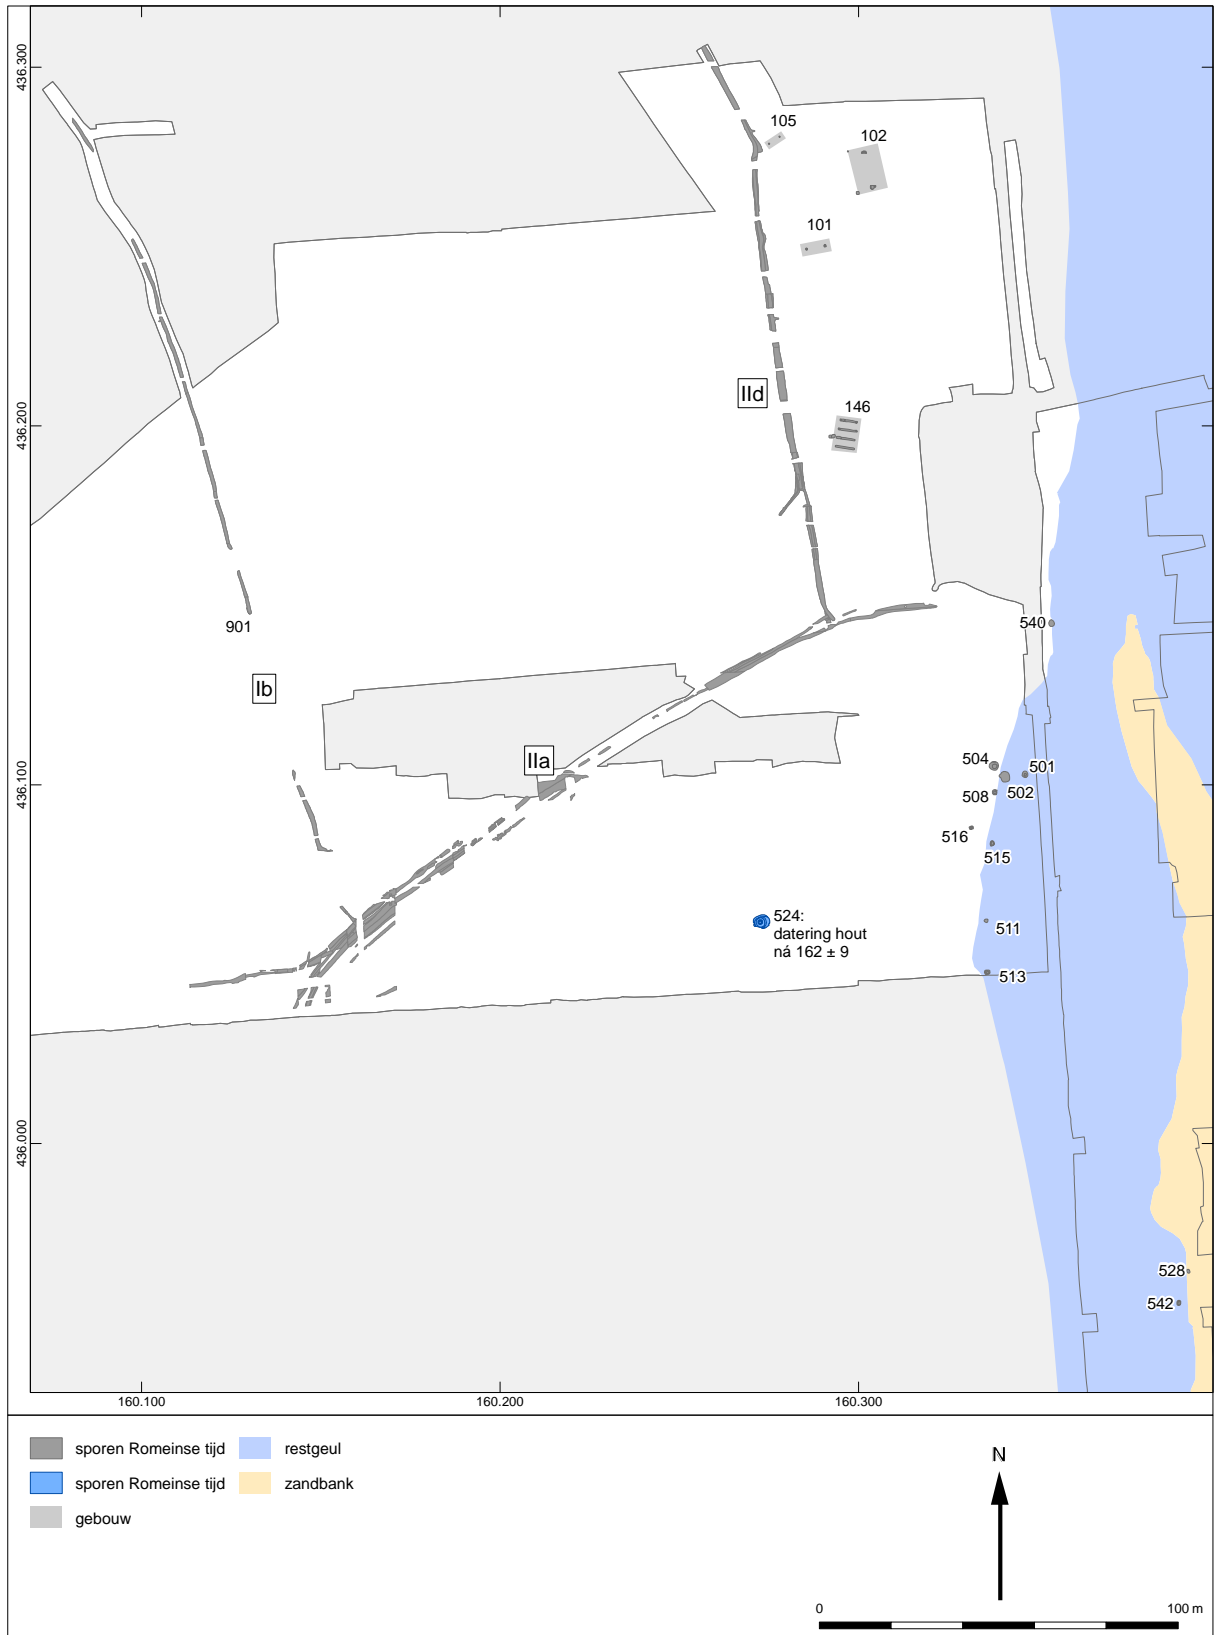 436.300
105
102
101
IId
436.200
146
901
540
Ib
IIa
504
501
436.100
502
508
516
515
524:
datering hout
ná 162 ± 9
511
513
436.000
528
542
160.100
160.200
160.300
sporen Romeinse tijd
restgeul
sporen Romeinse tijd
zandbank
gebouw
N
0
100 m